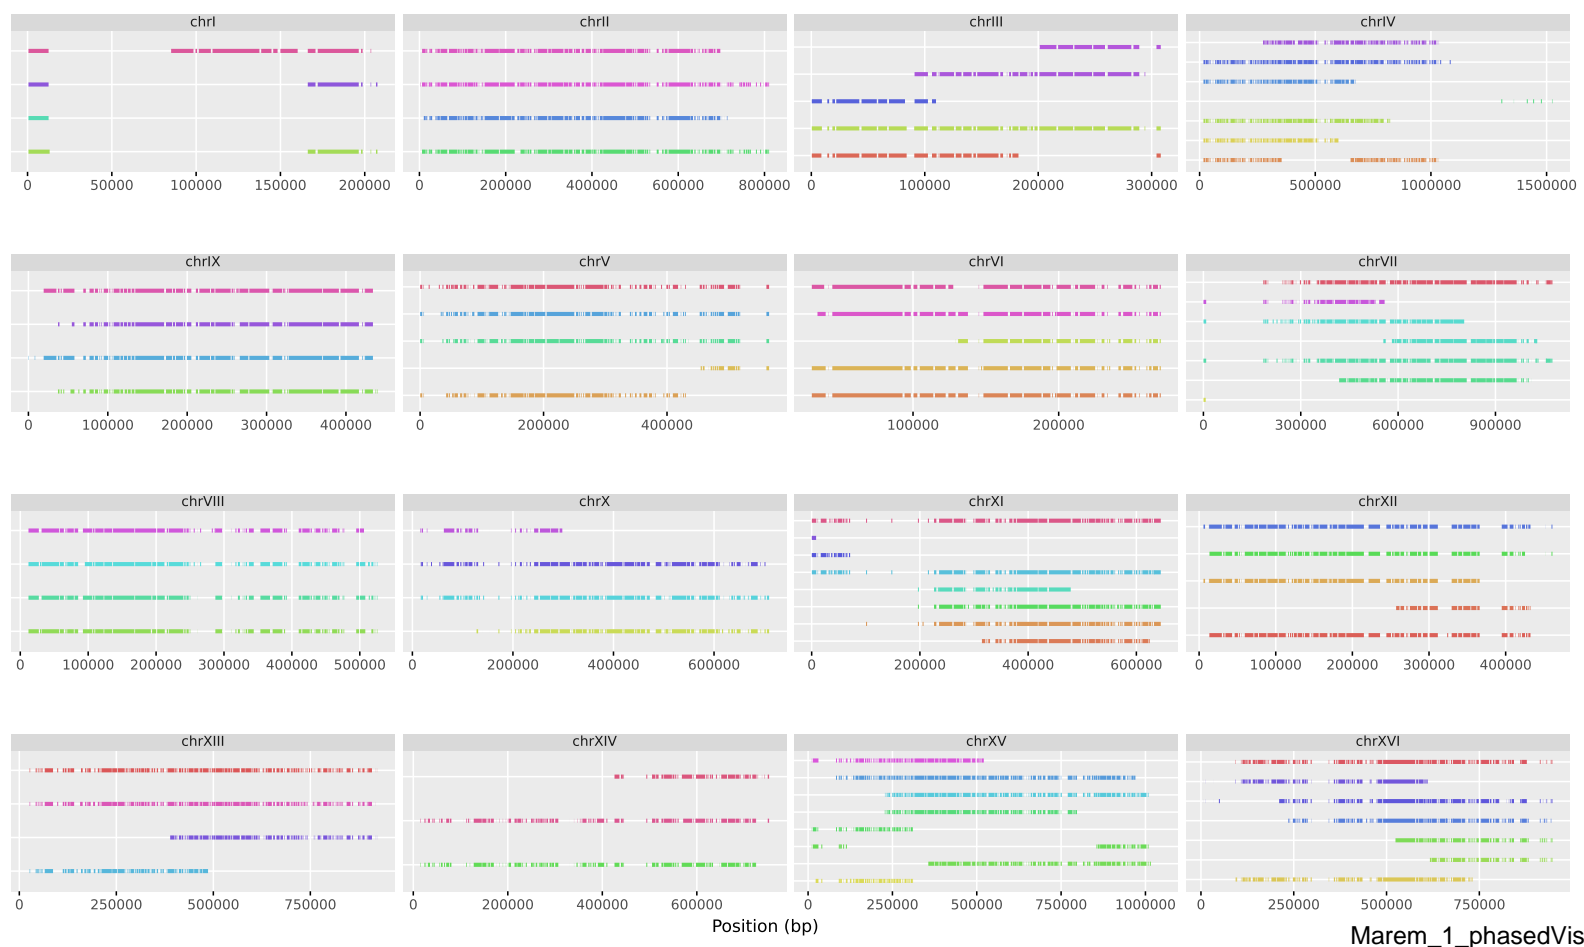 chrI chrII chrIII chrIV
0 50000 100000 150000 200000 0 200000 400000 600000 800000 0 100000 200000 300000 0 500000 1000000 1500000
chrIX chrV chrVI chrVII
0 100000 200000 300000 400000 0 200000 400000 100000 200000 0 300000 600000 900000
chrVIII chrX chrXI chrXII
0 100000 200000 300000 400000 500000 0 200000 400000 600000 0 200000 400000 600000 0 100000 200000 300000 400000
chrXIII chrXIV chrXV chrXVI
0 250000 500000 750000 0 200000 400000 600000 0 250000 500000 750000 1000000 0 250000 500000 750000
Position (bp)
Marem_1_phasedVis